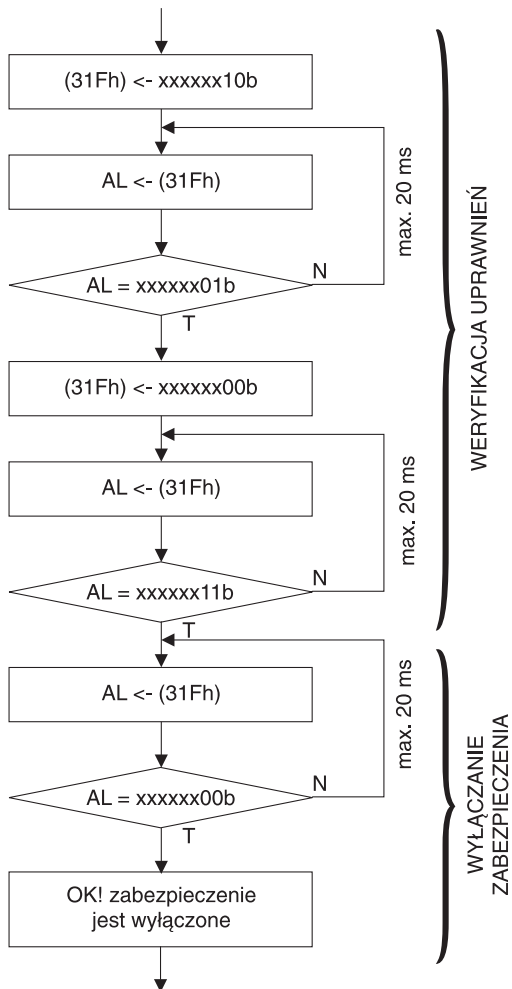 (31Fh) <- xxxxxx10b
AL <- (31Fh)
max. 20 ms
AL = xxxxxx01b
N
T
(31Fh) <- xxxxxx00b
AL <- (31Fh)
max. 20 ms
AL = xxxxxx11b
N
T
WERYFIKACJA UPRAWNIEŃ
AL <- (31Fh)
max. 20 ms
AL = xxxxxx00b
N
T
OK! zabezpieczenie
jest wyłączone
WYŁĄCZANIE
ZABEZPIECZENIA